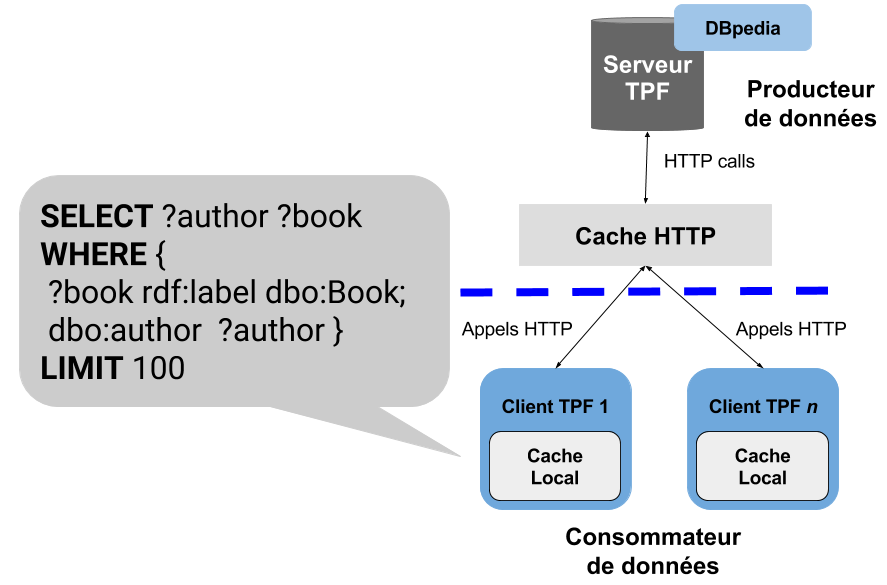 DBpedia
Serveur
TPF
Producteur
de données
HTTP calls
SELECT ?author ?book
WHERE {
?book rdf:label dbo:Book;
dbo:author ?author }
LIMIT 100
Cache HTTP
Appels HTTP
Appels HTTP
Client TPF 1
Cache
Local
Client TPF n
Cache
Local
Consommateur
de données